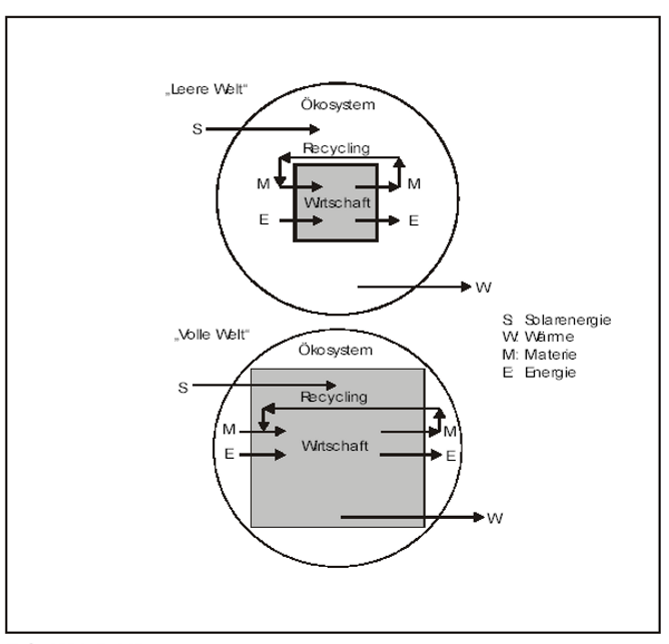 „Leere Welt“
Ökosystem
S
Recycling
M M
Wirtschaft
E E
W
S Solarenergie
W: Wärme
M: Materie
E Energie
„Volle Welt“
Ökosystem
S
Recycling
M M
Wirtschaft
E E
W